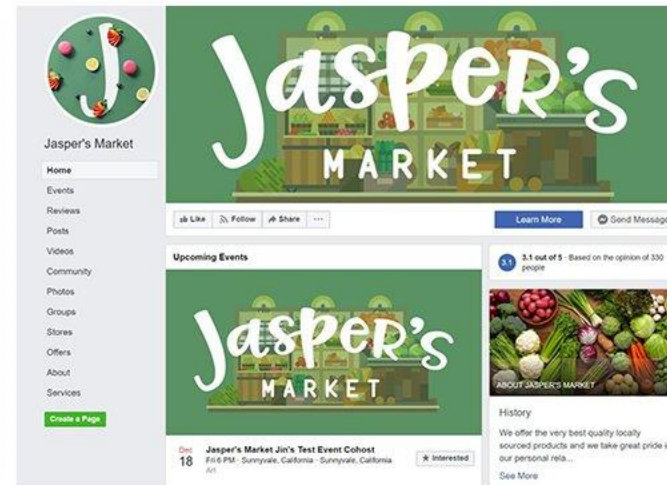 J
Jasper's Market
Home
Events
Reviews
Posts
Videos
Community
Photos
Groups
Stores
Offers
About
Services
Create a Page
Jasper's
MARKET
Like Follow Share ...
Learn More
Send Message
Upcoming Events
Jasper's
MARKET
Dec
18
Jasper's Market Jin's Test Event Cohost
Fri 6 PM · Sunnyvale, California · Sunnyvale, California
Art
Interested
3.1
3.1 out of 5 · Based on the opinion of 330
people
ABOUT JASPER'S MARKET
History
We offer the very best quality locally
sourced products and we take great pride i
our personal rela...
See More